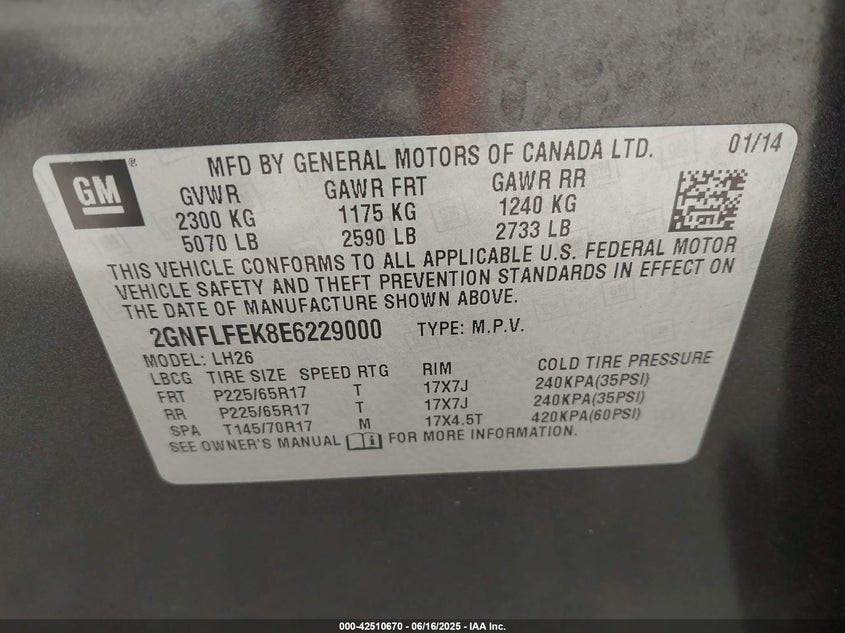 GM®
MFD BY GENERAL MOTORS OF CANADA LTD. 01/14
GVWR GAWR FRT GAWR RR
2300 KG 1175 KG 1240 KG
5070 LB 2590 LB 2733 LB
THIS VEHICLE CONFORMS TO ALL APPLICABLE U.S. FEDERAL MOTOR
VEHICLE SAFETY AND THEFT PREVENTION STANDARDS IN EFFECT ON
THE DATE OF MANUFACTURE SHOWN ABOVE.
2GNFLFEK8E6229000 TYPE: M.P.V.
MODEL: LH26
LBCG TIRE SIZE SPEED RTG RIM COLD TIRE PRESSURE
FRT P225/65R17 T 17X7J 240KPA(35PSI)
RR P225/65R17 T 17X7J 240KPA(35PSI)
SPA T145/70R17 M 17X4.5T 420KPA(60PSI)
SEE OWNER'S MANUAL FOR MORE INFORMATION.
000-42510670 - 06/16/2025 - IAA Inc.